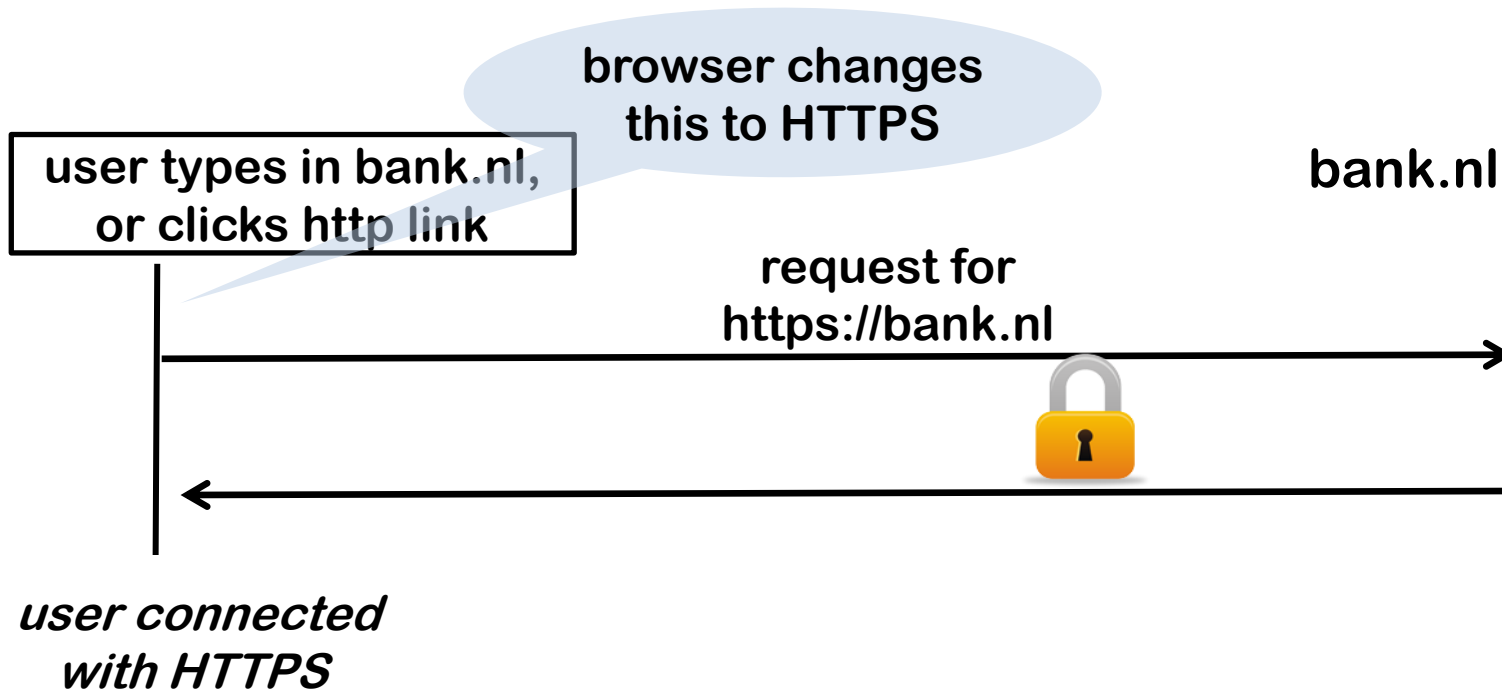 browser changes
this to HTTPS
user types in bank.nl,
or clicks http link
bank.nl
request for
https://bank.nl
user connected
with HTTPS